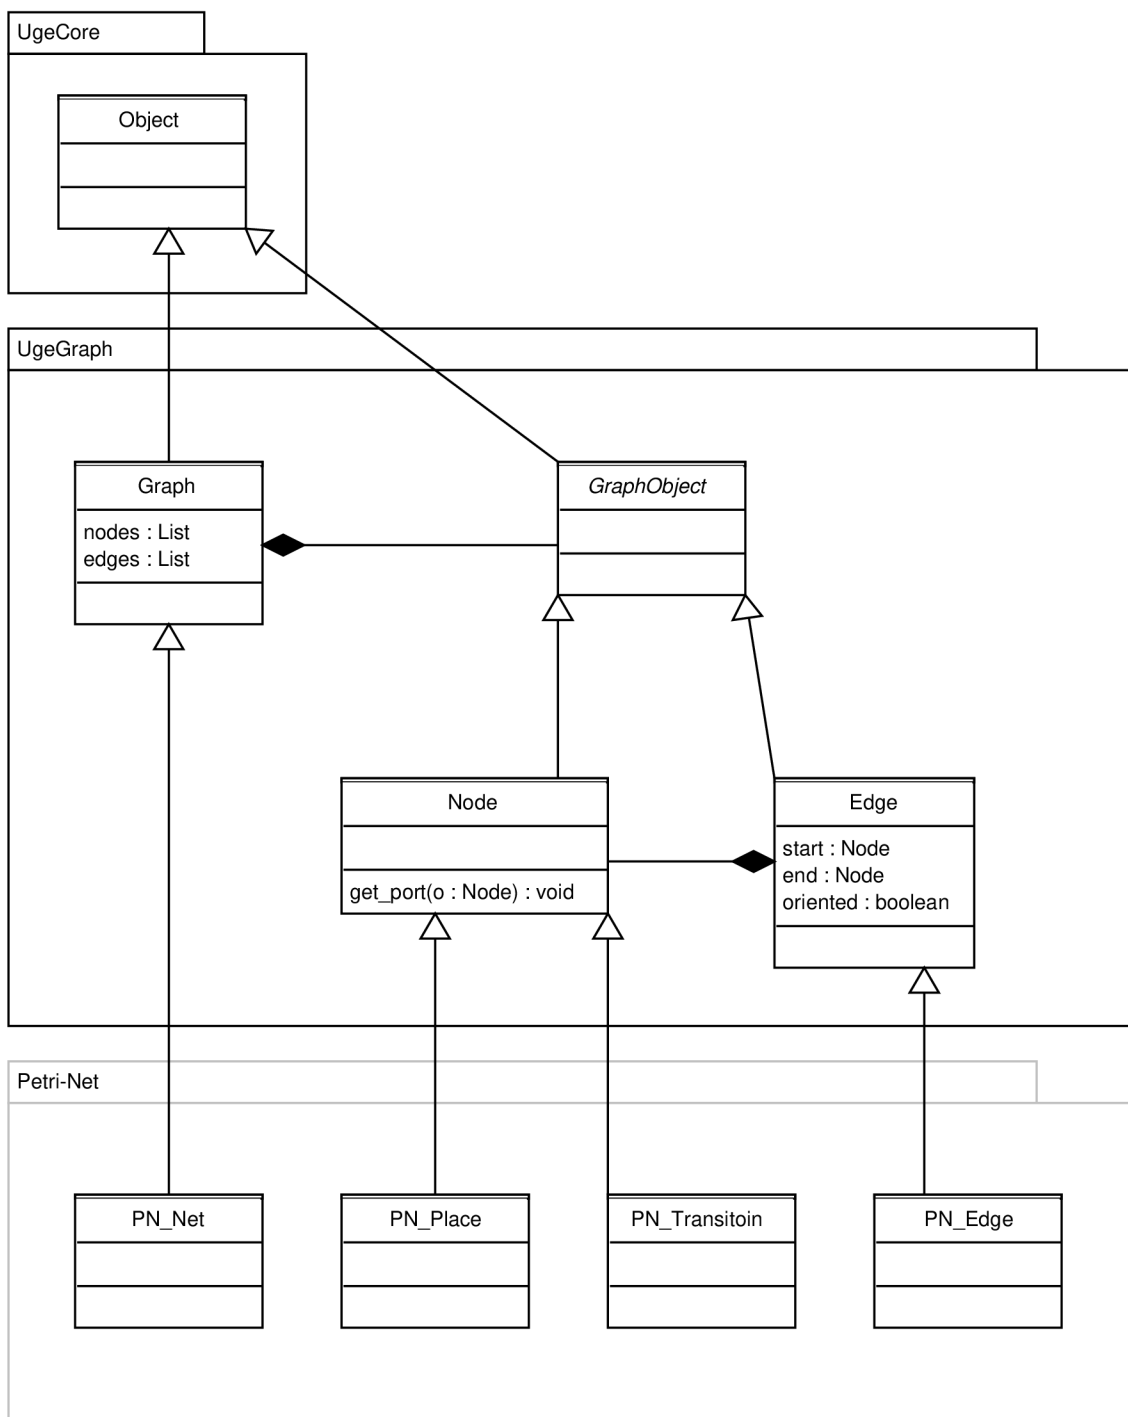 UgeCore
Object
UgeGraph
Graph
nodes : List
edges : List
GraphObject
Node
get_port(o : Node) : void
Edge
start : Node
end : Node
oriented : boolean
Petri-Net
PN_Net
PN_Place
PN_Transitoin
PN_Edge